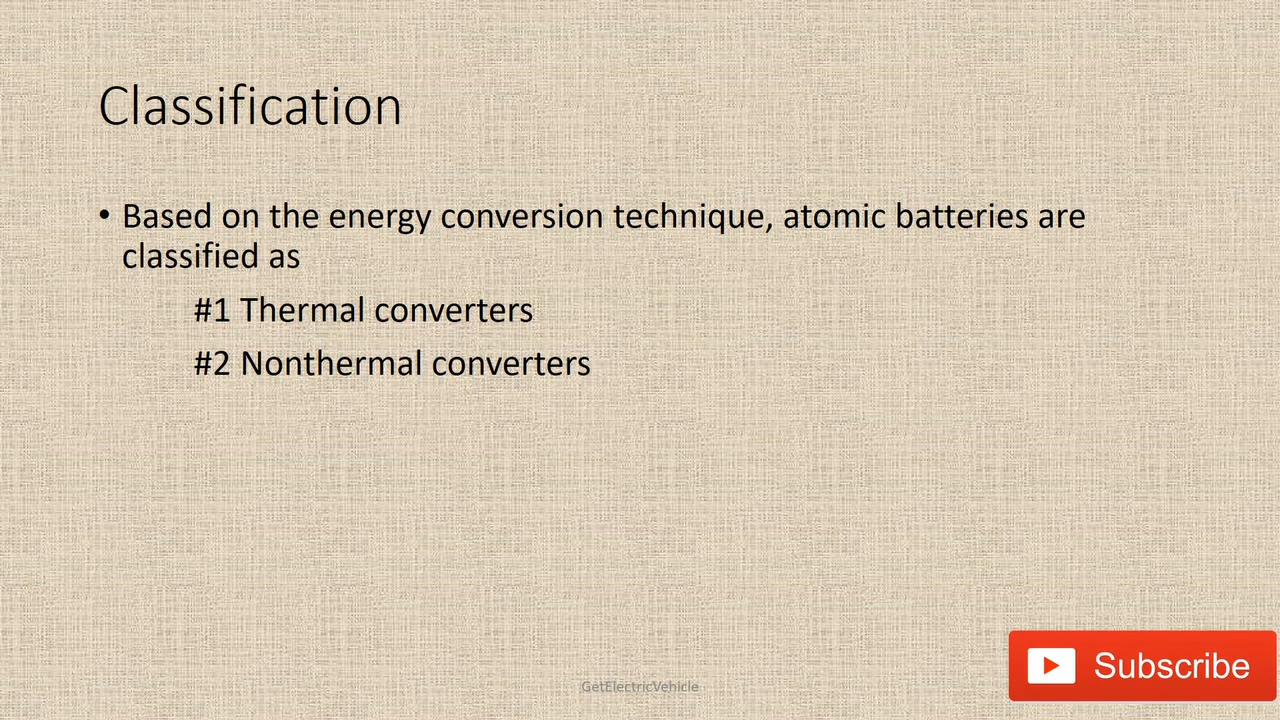 Classification
• Based on the energy conversion technique, atomic batteries are
classified as
#1 Thermal converters
#2 Nonthermal converters
GetElectricVehicle
Subscribe